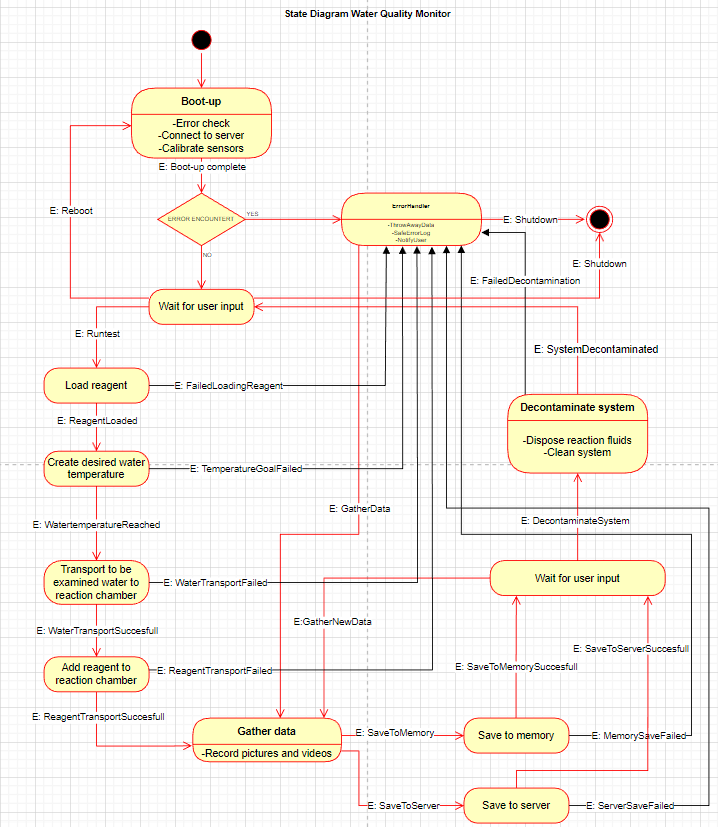 State Diagram Water Quality Monitor
Boot-up
-Error check
-Connect to server
-Calibrate sensors
E: Boot-up complete
E: Reboot
ERROR ENCOUNTERT
YES
NO
ErrorHandler
-ThrowAwayData
-SafeErrorLog
-NotifyUser
E: Shutdown
E: Shutdown
E: FailedDecontamination
Wait for user input
E: Runtest
E: SystemDecontaminated
Load reagent
E: FailedLoadingReagent
E: ReagentLoaded
Decontaminate system
-Dispose reaction fluids
-Clean system
Create desired water
temperature
E: TemperatureGoalFailed
E: GatherData
E: WatertemperatureReached
E: DecontaminateSystem
Transport to be
examined water to
reaction chamber
E: WaterTransportFailed
Wait for user input
E: WaterTransportSuccesfull
E:GatherNewData
E: SaveToServerSuccesfull
Add reagent to
reaction chamber
E: ReagentTransportFailed
E: SaveToMemorySuccesfull
E: ReagentTransportSuccesfull
Gather data
-Record pictures and videos
E: SaveToMemory
Save to memory
E: MemorySaveFailed
E: SaveToServer
Save to server
E: ServerSaveFailed